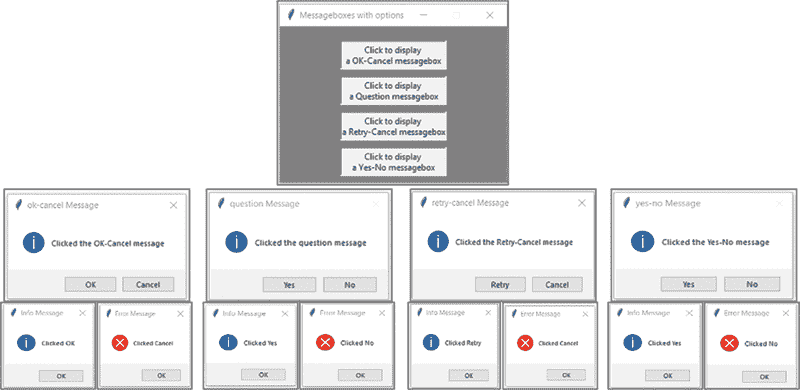 Messageboxes with options
Click to display
a OK-Cancel messagebox
Click to display
a Question messagebox
Click to display
a Retry-Cancel messagebox
Click to display
a Yes-No messagebox
ok-cancel Message
Clicked the OK-Cancel message
OK Cancel
question Message
Clicked the question message
Yes No
retry-cancel Message
Clicked the Retry-Cancel message
Retry Cancel
yes-no Message
Clicked the Yes-No message
Yes No
Info Message
Clicked OK
OK
Error Message
Clicked Cancel
OK
Info Message
Clicked Yes
OK
Error Message
Clicked No
OK
Info Message
Clicked Retry
OK
Error Message
Clicked Cancel
OK
Info Message
Clicked Yes
OK
Error Message
Clicked No
OK